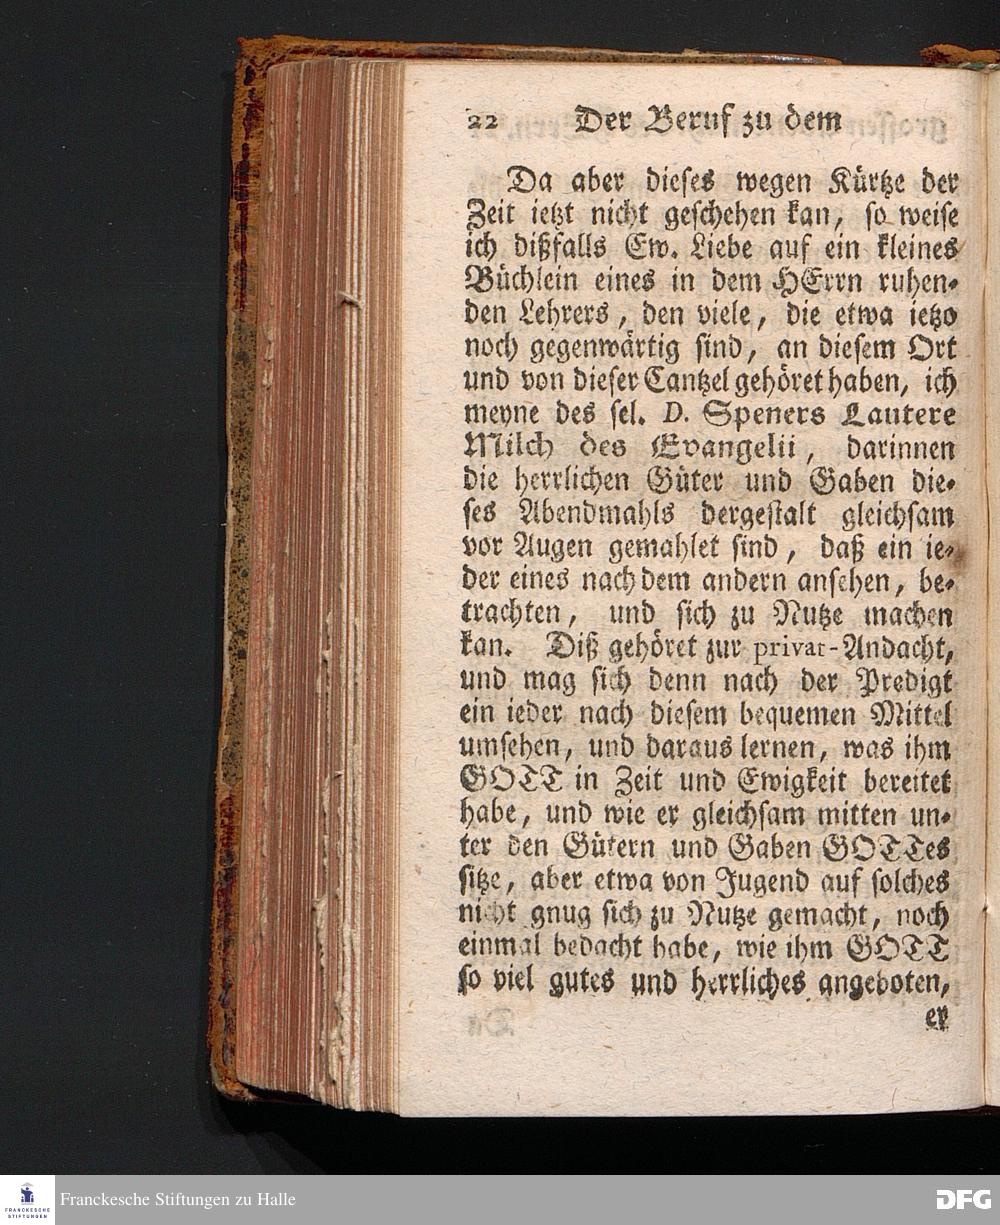 22 Der Beruf zu dem
Da aber dieses wegen Kürtze der
Zeit ietzt nicht geschehen kan, so weise
ich dißfalls Ew. Liebe auf ein kleines
Büchlein eines in dem HErrn ruhen-
den Lehrers, den viele, die etwa ietzo
noch gegenwärtig sind, an diesem Ort
und von dieser Cantzel gehöret haben, ich
meyne des sel. D. Speners Lautere
Milch des Evangelii, darinnen
die herrlichen Güter und Gaben die-
ses Abendmahls dergestalt gleichsam
vor Augen gemahlet sind, daß ein ie-
der eines nach dem andern ansehen, be-
trachten, und sich zu Nutze machen
kan. Diß gehöret zur privat-Andacht,
und mag sich denn nach der Predigt
ein ieder nach diesem bequemen Mittel
umsehen, und daraus lernen, was ihm
GOTT in Zeit und Ewigkeit bereitet
habe, und wie er gleichsam mitten un-
ter den Gütern und Gaben GOTTes
sitze, aber etwa von Jugend auf solches
nicht gnug sich zu Nutze gemacht, noch
einmal bedacht habe, wie ihm GOTT
so viel gutes und herrliches angeboten,
er
FRANCKESCHE
STIFTUNGEN
Franckesche Stiftungen zu Halle
DFG